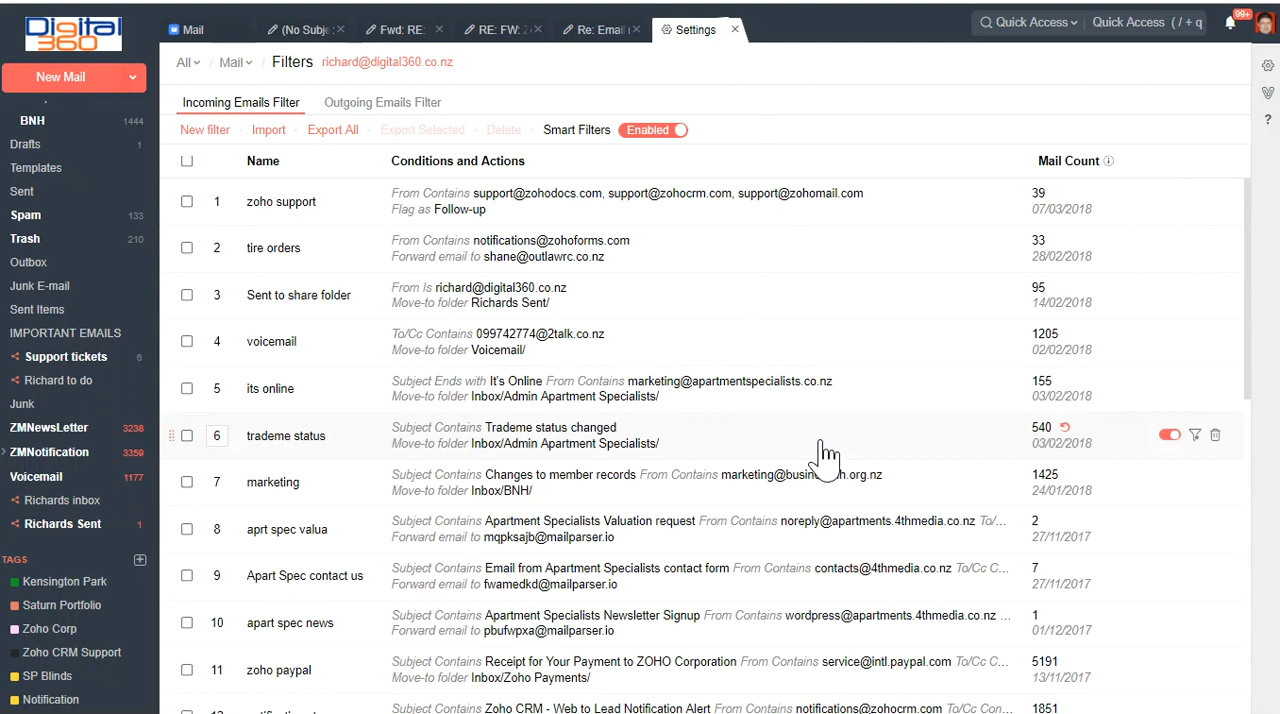 Digital
360
Mail
(No Subje
Fwd: RE:
RE: FW: 2
Re: Email
Settings
Quick Access
Quick Access ( / + q
99+
New Mail
BNH 1444
Drafts 1
Templates
Sent
Spam 133
Trash 210
Outbox
Junk E-mail
Sent Items
IMPORTANT EMAILS
Support tickets 6
Richard to do
Junk
ZMNewsLetter 3238
ZMNotification 3359
Voicemail 1177
Richards inbox
Richards Sent 1
TAGS
Kensington Park
Saturn Portfolio
Zoho Corp
Zoho CRM Support
SP Blinds
Notification
All / Mail / Filters richard@digital360.co.nz
Incoming Emails Filter Outgoing Emails Filter
New filter · Import · Export All · Export Selected · Delete · Smart Filters Enabled
Name Conditions and Actions Mail Count
1 zoho support From Contains support@zohodocs.com, support@zohocrm.com, support@zohomail.com 39
Flag as Follow-up 07/03/2018
2 tire orders From Contains notifications@zohoforms.com 33
Forward email to shane@outlawrc.co.nz 28/02/2018
3 Sent to share folder From Is richard@digital360.co.nz 95
Move-to folder Richards Sent/ 14/02/2018
4 voicemail To/Cc Contains 099742774@2talk.co.nz 1205
Move-to folder Voicemail/ 02/02/2018
5 its online Subject Ends with It's Online From Contains marketing@apartmentspecialists.co.nz 155
Move-to folder Inbox/Admin Apartment Specialists/ 03/02/2018
6 trademe status Subject Contains Trademe status changed 540
Move-to folder Inbox/Admin Apartment Specialists/ 03/02/2018
7 marketing Subject Contains Changes to member records From Contains 1425
Move-to folder Inbox/BNH/ 24/01/2018
8 aprt spec valua Subject Contains Apartment Specialists Valuation request From Contains noreply@apartments.4thmedia.co.nz To/... 2
Forward email to mqpksajb@mailparser.io 27/11/2017
9 Apart Spec contact us Subject Contains Email from Apartment Specialists contact form From Contains contacts@4thmedia.co.nz To/Cc C... 7
Forward email to fwamedkd@mailparser.io 27/11/2017
10 apart spec news Subject Contains Apartment Specialists Newsletter Signup From Contains wordpress@apartments.4thmedia.co.nz ... 1
Forward email to pbufwpxa@mailparser.io 01/12/2017
11 zoho paypal Subject Contains Receipt for Your Payment to ZOHO Corporation From Contains service@intl.paypal.com To/Cc C... 5191
Move-to folder Inbox/Zoho Payments/ 13/11/2017
Subject Contains Zoho CRM - Web to Lead Notification Alert From Contains notifications@zohocrm.com To/Cc Con... 1851